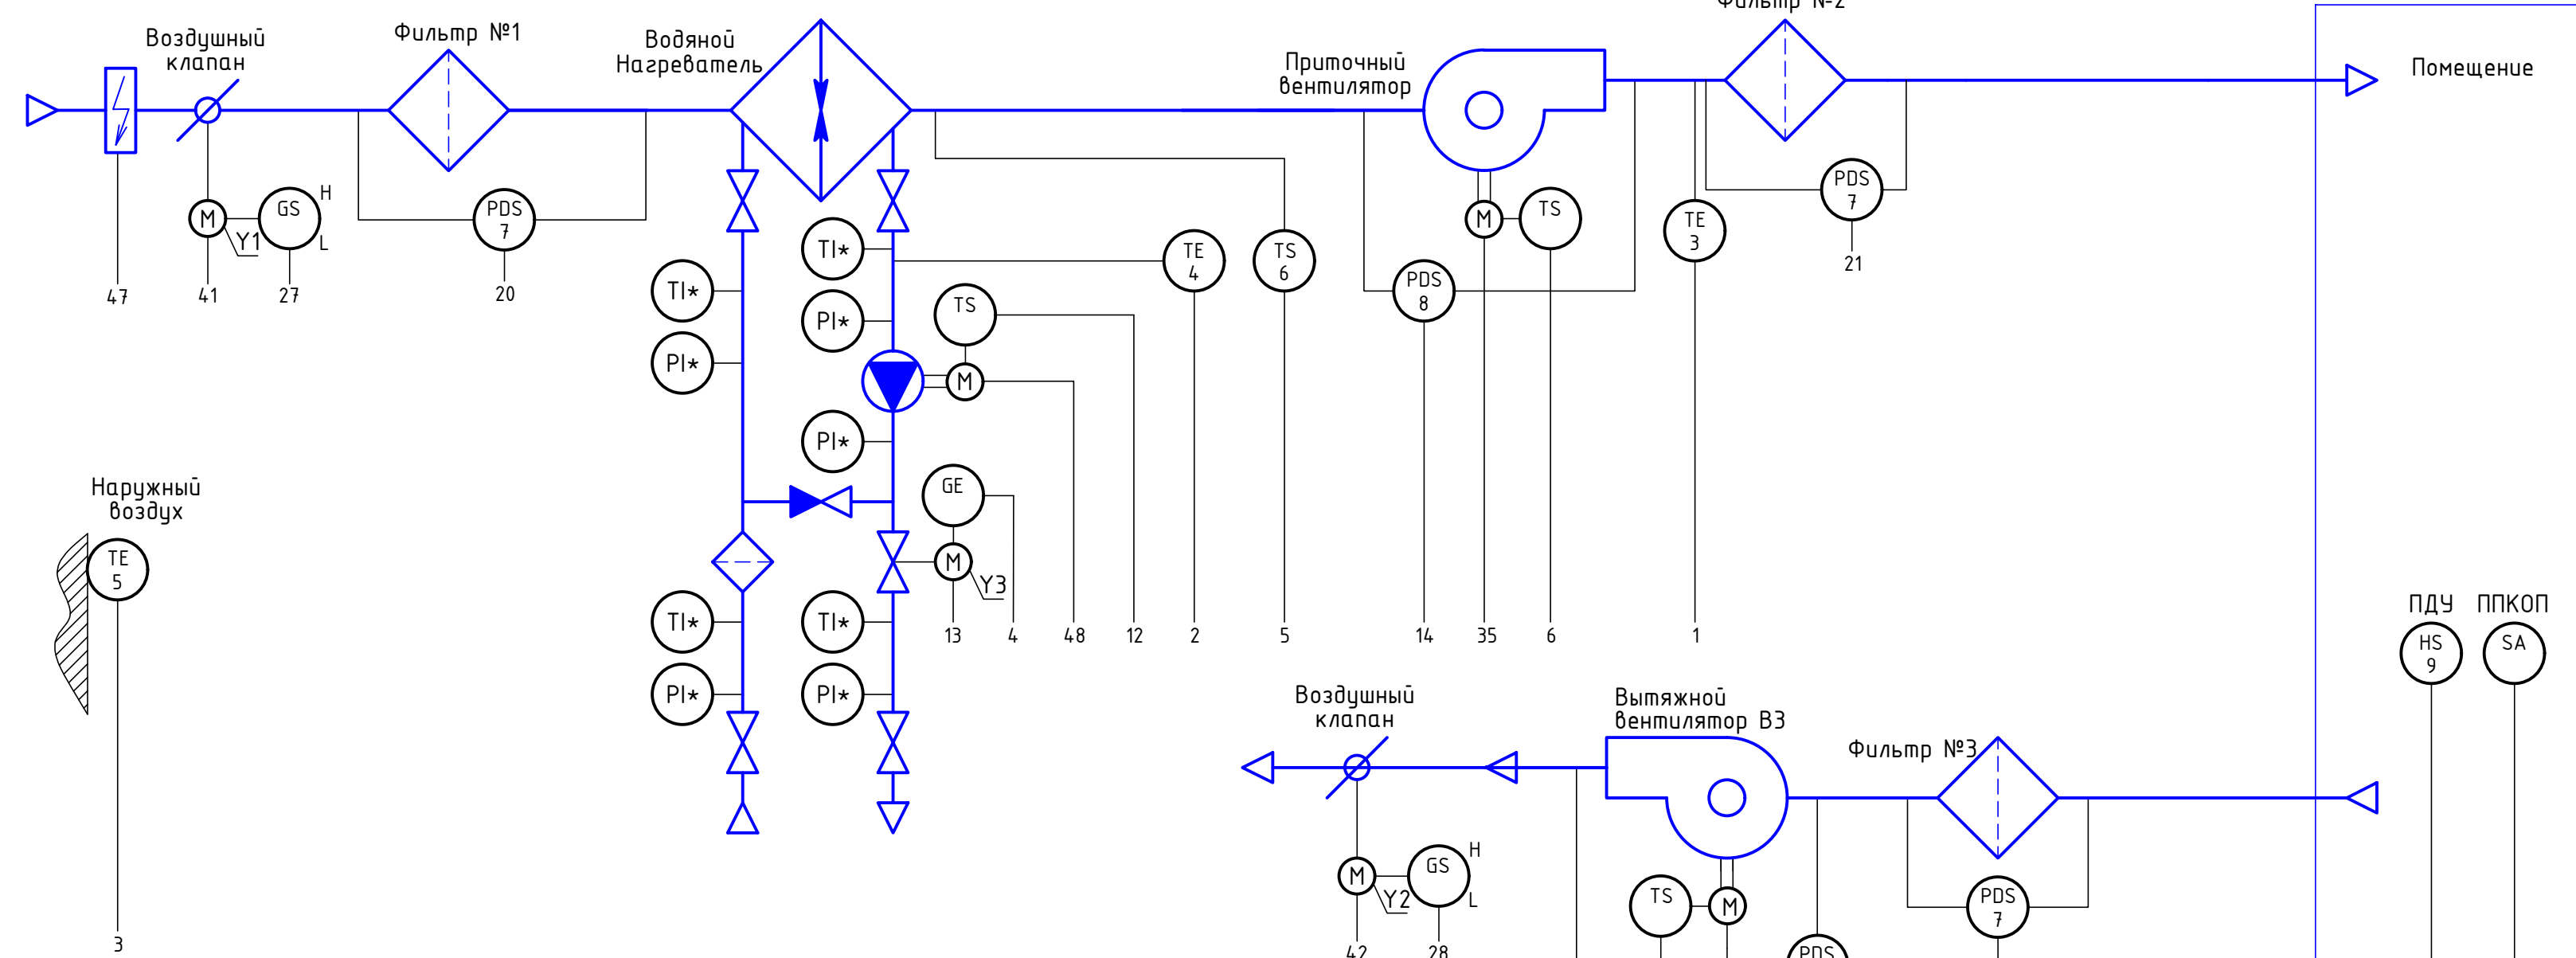 Фильтр №2
Воздушный
клапан
Фильтр №1
Водяной
Нагреватель
Приточный
вентилятор
Помещение
M
Y1
GS
H
L
PDS
7
47
41
27
20
TI*
PI*
TI*
PI*
TS
M
PI*
TE
4
TS
6
PDS
8
M
TS
TE
3
PDS
7
21
Наружный
воздух
TE
5
3
GE
M
Y3
TI*
PI*
TI*
PI*
13
4
48
12
2
5
14
35
6
1
ПДУ
HS
9
ППКОП
SA
Воздушный
клапан
Вытяжной
вентилятор В3
Фильтр №3
M
Y2
GS
H
L
42
28
TS
M
PDS
PDS
7